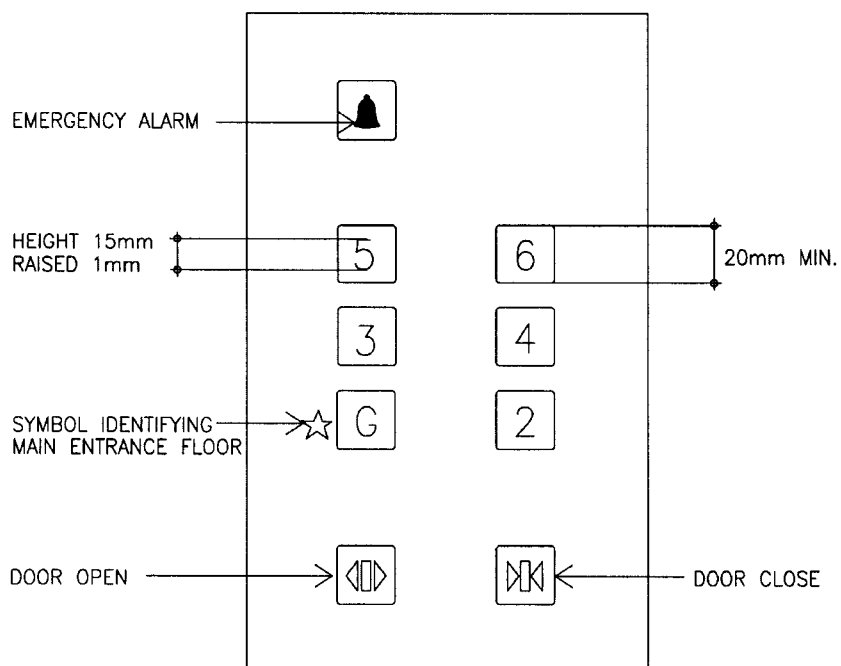 EMERGENCY ALARM
HEIGHT 15mm
RAISED 1mm
5
6
20mm MIN.
3
4
SYMBOL IDENTIFYING
MAIN ENTRANCE FLOOR
G
2
DOOR OPEN
DOOR CLOSE